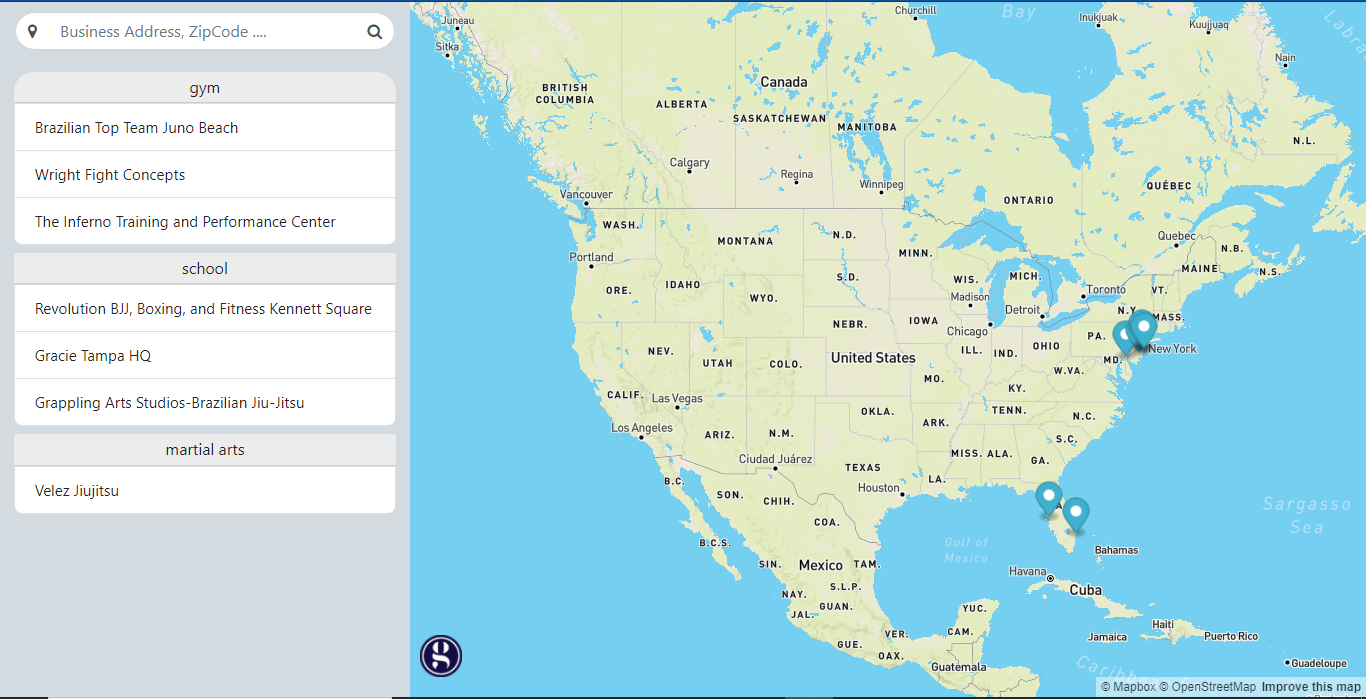 Business Address, ZipCode ....
gym
Brazilian Top Team Juno Beach
Wright Fight Concepts
The Inferno Training and Performance Center
school
Revolution BJJ, Boxing, and Fitness Kennett Square
Gracie Tampa HQ
Grappling Arts Studios-Brazilian Jiu-Jitsu
martial arts
Velez Jiujitsu
Juneau
Sitka
Churchill
Bay
Inukjuak
Kuujjuaq
Nain
Canada
BRITISH
COLUMBIA
ALBERTA
SASKATCHEWAN
MANITOBA
N.L.
Calgary
Regina
Winnipeg
QUÉBEC
ONTARIO
Vancouver
WASH.
MONTANA
N.D.
MINN.
Quebec
N.B.
MAINE
N.S.
Portland
ORE.
IDAHO
WYO.
S.D.
WIS.
MICH.
Toronto
VT.
Madison
Detroit
N.Y.
MASS.
NEBR.
IOWA
Chicago
PA.
NEV.
UTAH
COLO.
United States
ILL.
IND.
OHIO
MD.
New York
W.VA.
MO.
KY.
CALIF.
Las Vegas
Los Angeles
ARIZ.
N.M.
OKLA.
ARK.
TENN.
N.C.
S.C.
MISS.
ALA.
GA.
Ciudad Juárez
TEXAS
LA.
Houston
B.C.
SON.
CHIH.
COA.
Sargasso
Sea
B.C.S.
Gulf of
Mexico
Bahamas
SIN.
Mexico
TAM.
Havana
Cuba
NAY.
S.L.P.
JAL.
GUAN.
YUC.
Haiti
Jamaica
Puerto Rico
GUE.
VER.
CAM.
OAX.
Guatemala
Guadeloupe
g
© Mapbox © OpenStreetMap Improve this map